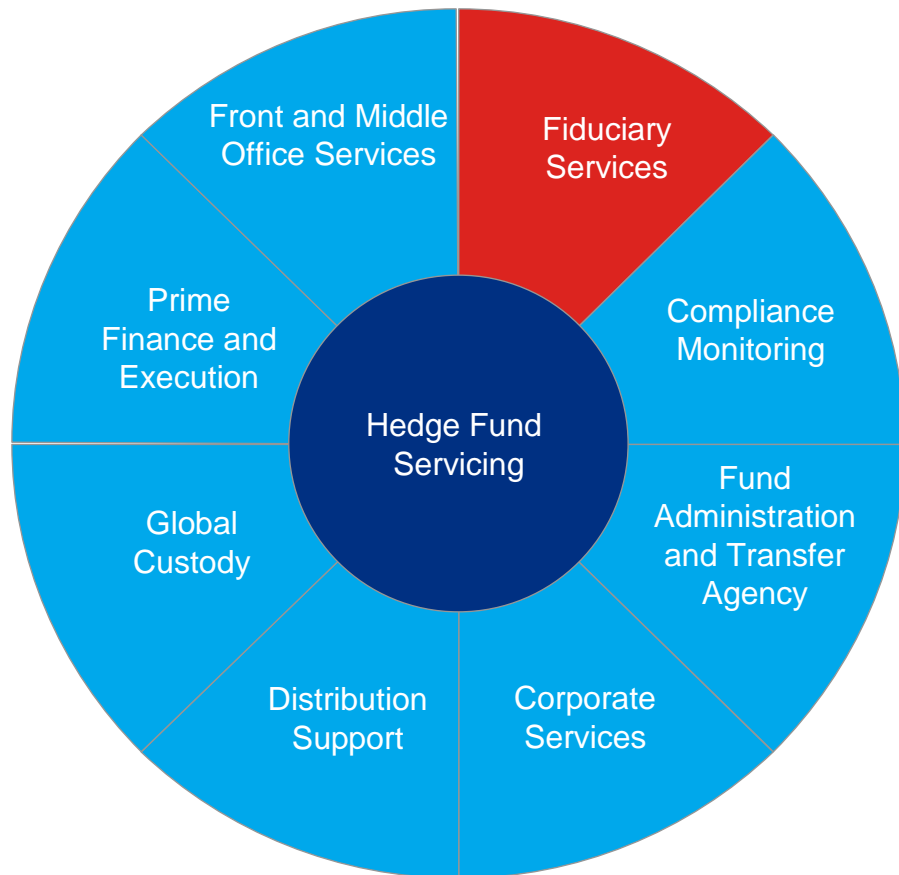 Front and Middle
Office Services
Fiduciary
Services
Compliance
Monitoring
Fund
Administration
and Transfer
Agency
Corporate
Services
Distribution
Support
Global
Custody
Prime
Finance and
Execution
Hedge Fund
Servicing